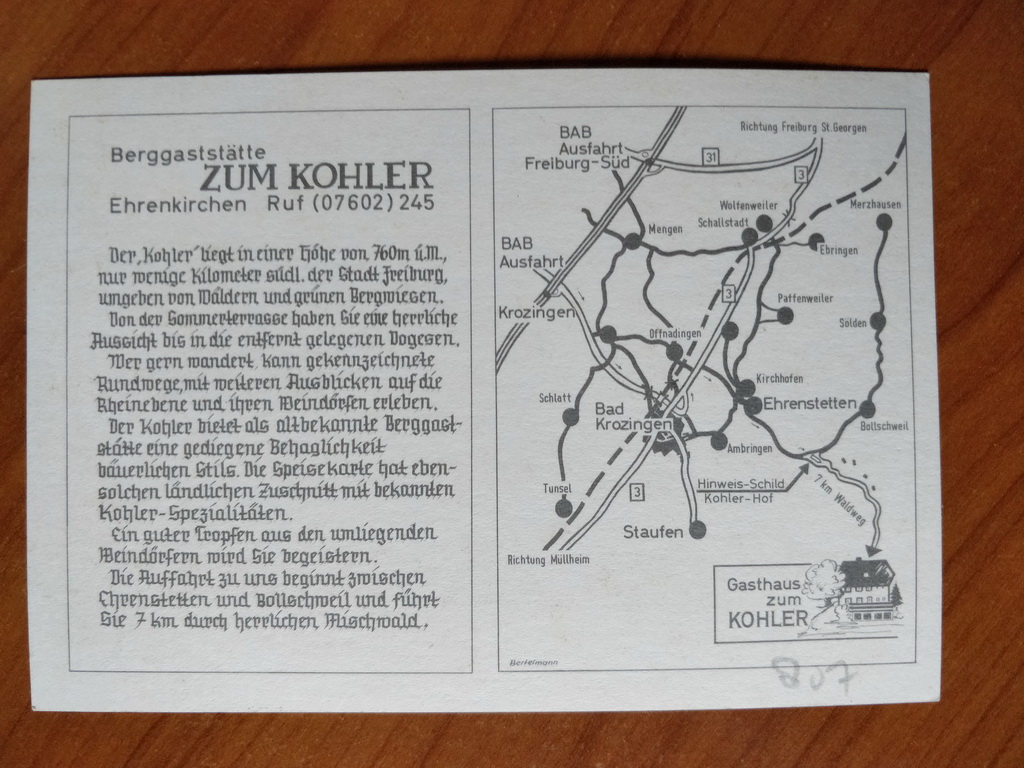 Berggaststätte
ZUM KOHLER
Ehrenkirchen Ruf (07602) 245
Der ‚Kohler' liegt in einer Höhe von 760m ü.M.,
nur wenige Kilometer südl. der Stadt Freiburg,
umgeben von Wäldern und grünen Bergwiesen.
Von der Sommerterrasse haben Sie eine herrliche
Aussicht bis in die entfernt gelegenen Vogesen.
Wer gern wandert, kann gekennzeichnete
Rundwege, mit weiteren Ausblicken auf die
Rheinebene und ihren Weindörfen erleben.
Der Kohler bietet als altbekannte Berggast-
stätte eine gediegene Behaglichkeit
bäuerlichen Stils. Die Speisekarte hat eben-
solchen ländlichen Zuschnitt mit bekannten
Kohler-Spezialitäten.
Ein guter Tropfen aus den umliegenden
Weindörfern wird Sie begeistern.
Die Auffahrt zu uns beginnt zwischen
Ehrenstetten und Bollschweil und führt
Sie 7 km durch herrlichen Mischwald.
BAB
Ausfahrt
Freiburg-Süd
31
Richtung Freiburg St.Georgen
3
Wolfenweiler
Schallstadt
Merzhausen
Mengen
Ebringen
BAB
Ausfahrt
Krozingen
3
Paffenweiler
Offnadingen
Sölden
Kirchhofen
Schlatt
Bad
Krozingen
Ehrenstetten
Bollschweil
Ambringen
Tunsel
3
Hinweis-Schild
Kohler-Hof
7 km Waldweg
Staufen
Richtung Müllheim
Gasthaus
zum
KOHLER
Bertelmann
807